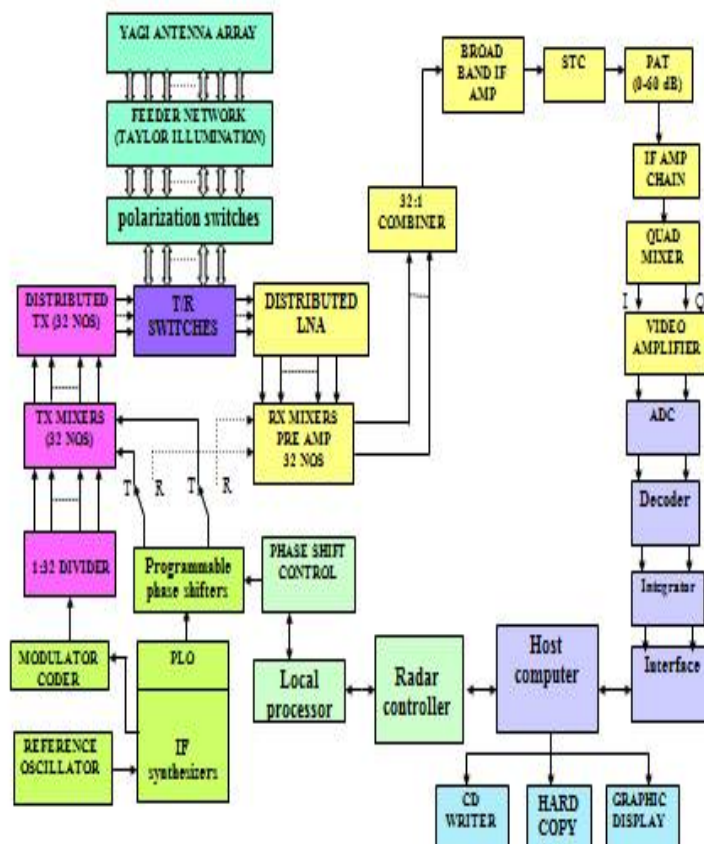 YAGI ANTENNA ARRAY
FEEDER NETWORK
(TAYLOR ILLUMINATION)
polarization switches
DISTRIBUTED
TX (32 NOS)
T/R
SWITCHES
DISTRIBUTED
LNA
TX MIXERS
(32 NOS)
RX MIXERS
PRE AMP
32 NOS
T
R
T
R
1:32 DIVIDER
Programmable
phase shifters
PHASE SHIFT
CONTROL
MODULATOR
CODER
PLO
REFERENCE
OSCILLATOR
IF
synthesizers
Local
processor
Radar
controller
Host
computer
32:1
COMBINER
BROAD
BAND IF
AMP
STC
PAT
(0-60 dB)
IF AMP
CHAIN
QUAD
MIXER
I
Q
VIDEO
AMPLIFIER
ADC
Decoder
Integrator
Interface
CD
WRITER
HARD
COPY
GRAPHIC
DISPLAY